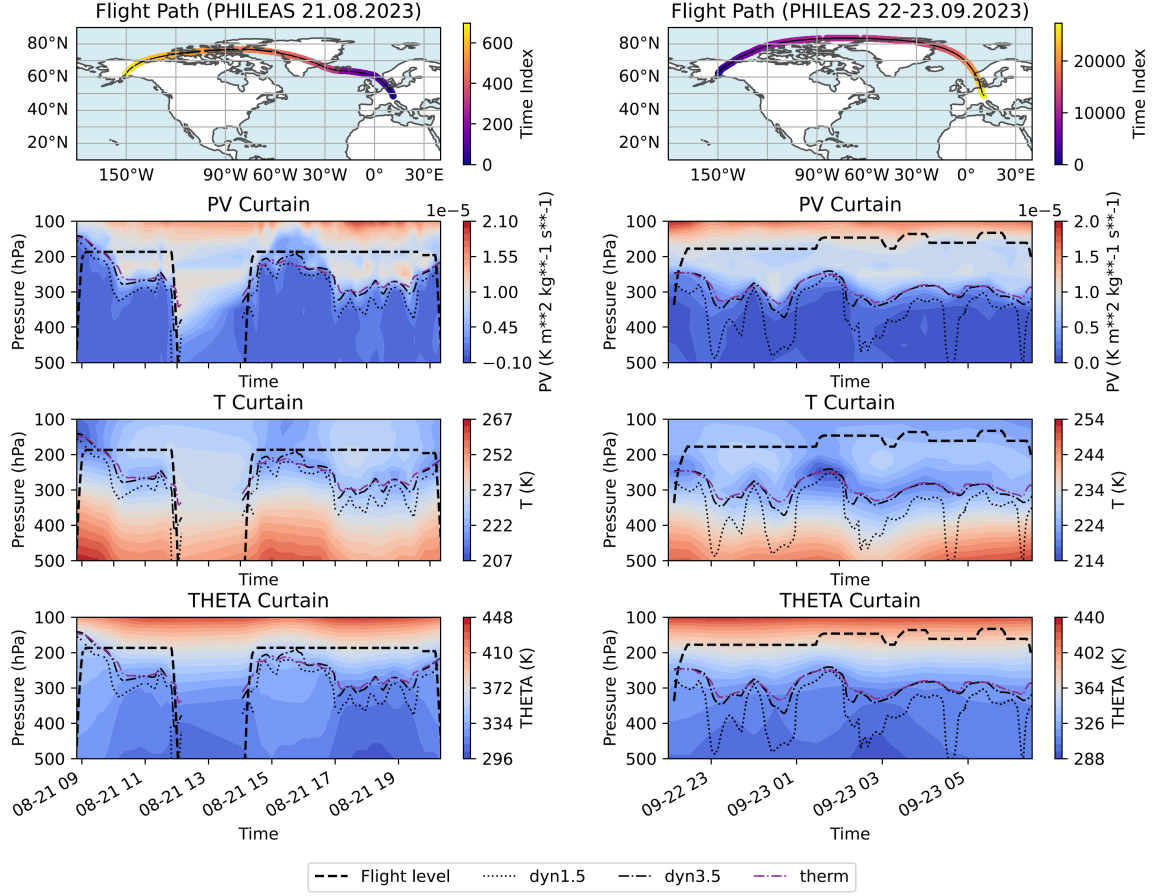 Flight Path (PHILEAS 21.08.2023)
80°N
60°N
40°N
20°N
150°W 90°W 60°W 30°W 0° 30°E
600
400
200
0
Time Index
Flight Path (PHILEAS 22-23.09.2023)
80°N
60°N
40°N
20°N
150°W 90°W 60°W 30°W 0° 30°E
20000
10000
0
Time Index
PV Curtain
1e−5
100
200
300
400
500
Pressure (hPa)
Time
2.10
1.55
1.00
0.45
−0.10
PV (K m**2 kg**-1 s**-1)
PV Curtain
1e−5
100
200
300
400
500
Pressure (hPa)
Time
2.0
1.5
1.0
0.5
0.0
PV (K m**2 kg**-1 s**-1)
T Curtain
100
200
300
400
500
Pressure (hPa)
Time
267
252
237
222
207
T (K)
T Curtain
100
200
300
400
500
Pressure (hPa)
Time
254
244
234
224
214
T (K)
THETA Curtain
100
200
300
400
500
Pressure (hPa)
448
410
372
334
296
THETA (K)
08-21 09 08-21 11 08-21 13 08-21 15 08-21 17 08-21 19
Time
THETA Curtain
100
200
300
400
500
Pressure (hPa)
440
402
364
326
288
THETA (K)
09-22 23 09-23 01 09-23 03 09-23 05
Time
Flight level dyn1.5 dyn3.5 therm